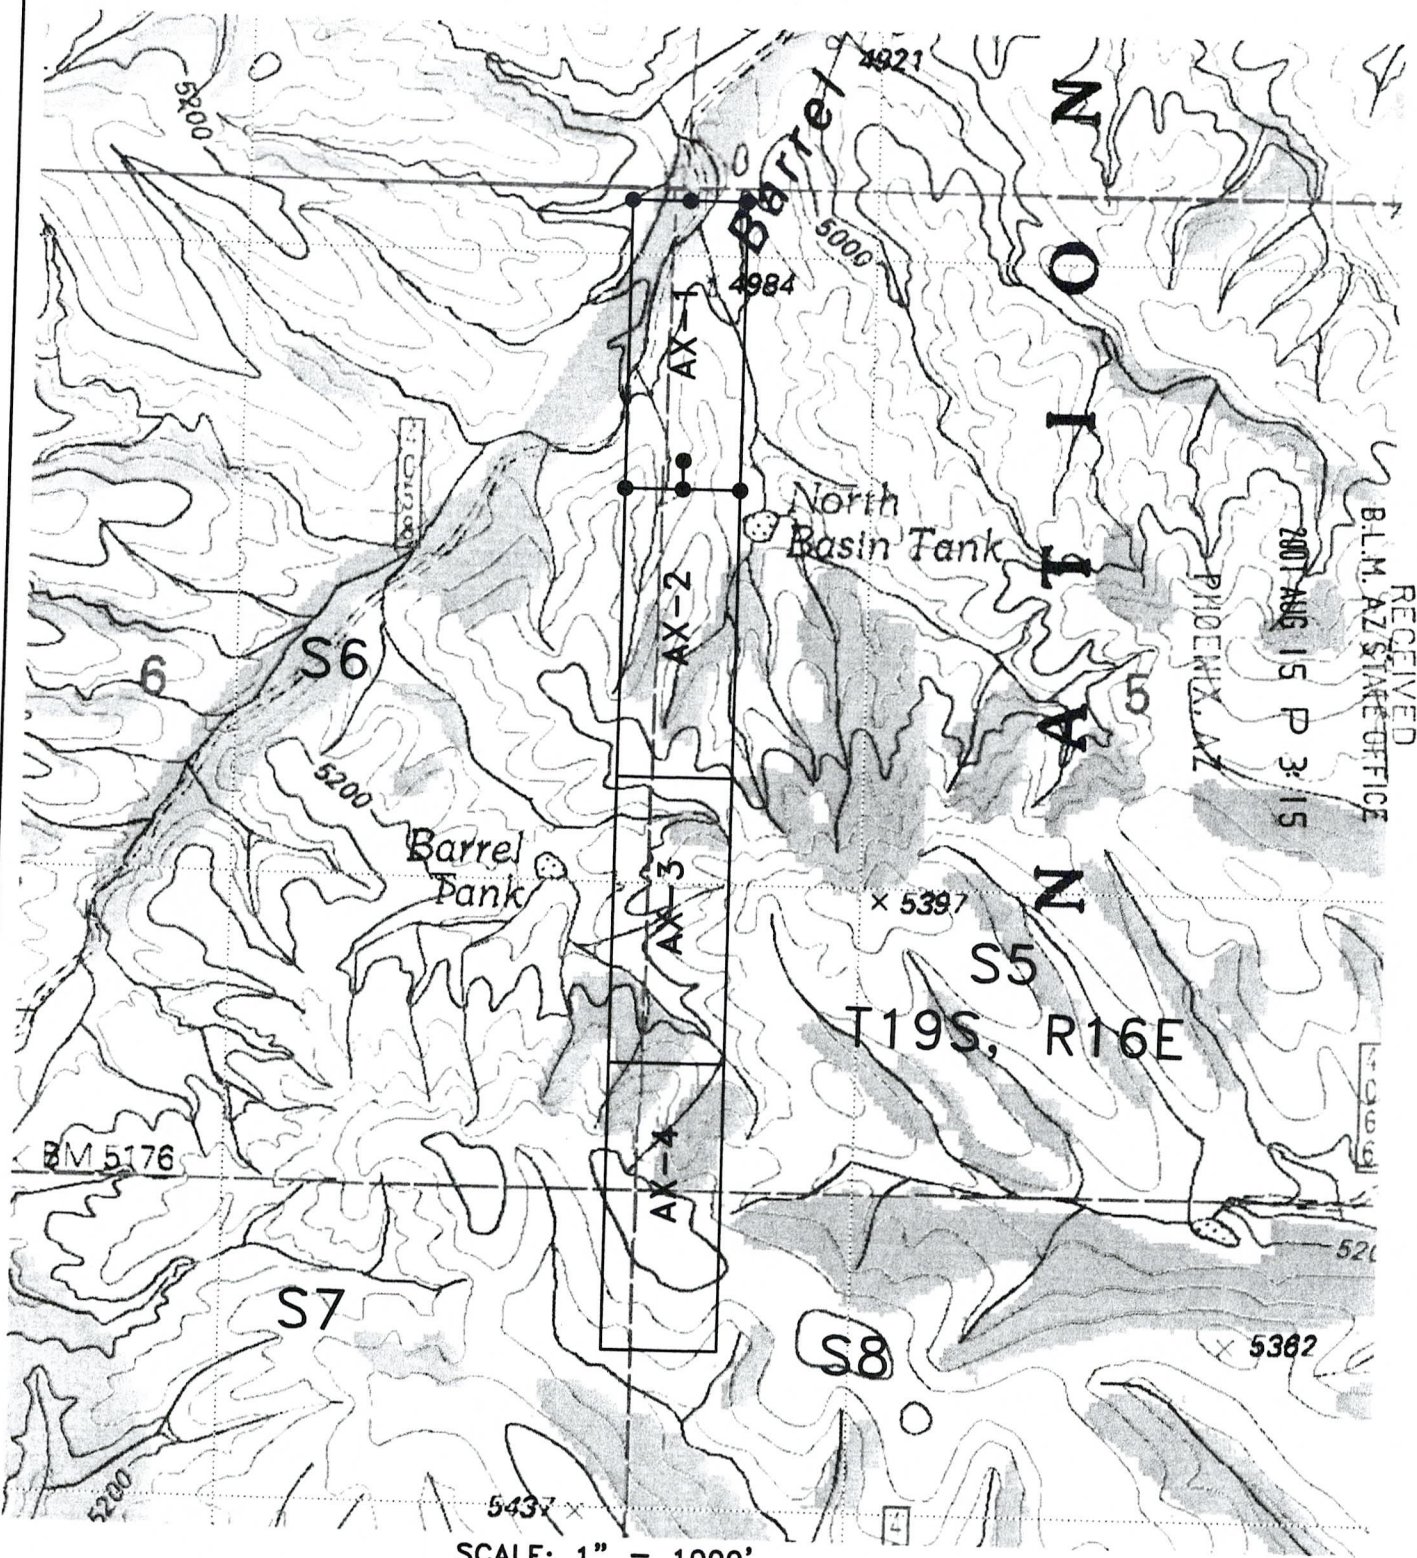 4921
5200
Barrel
N
O
I
T
A
N
5000
4984
AX-1
North
Basin Tank
RECEIVED
B.L.M. AZ STATE OFFICE
2001 AUG 15 P 3:15
PHOENIX, AZ
AX-2
S6
6
5
5200
Barrel
Tank
AX-3
× 5397
S5
T19S, R16E
BM 5176
AX-4
S7
S8
× 5362
5200
5437 ×
4
SCALE: 1" = 1000'